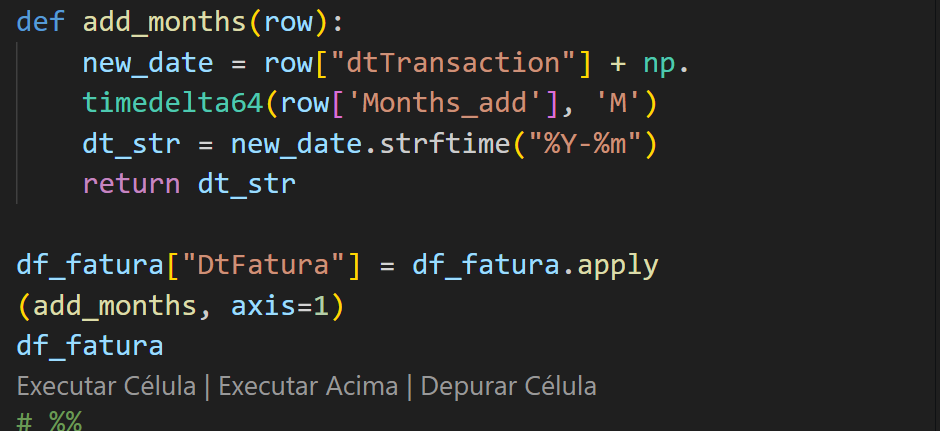 def add_months(row):
    new_date = row["dtTransaction"] + np.
    timedelta64(row['Months_add'], 'M')
    dt_str = new_date.strftime("%Y-%m")
    return dt_str

df_fatura["DtFatura"] = df_fatura.apply
(add_months, axis=1)
df_fatura
Executar Célula | Executar Acima | Depurar Célula
# %%